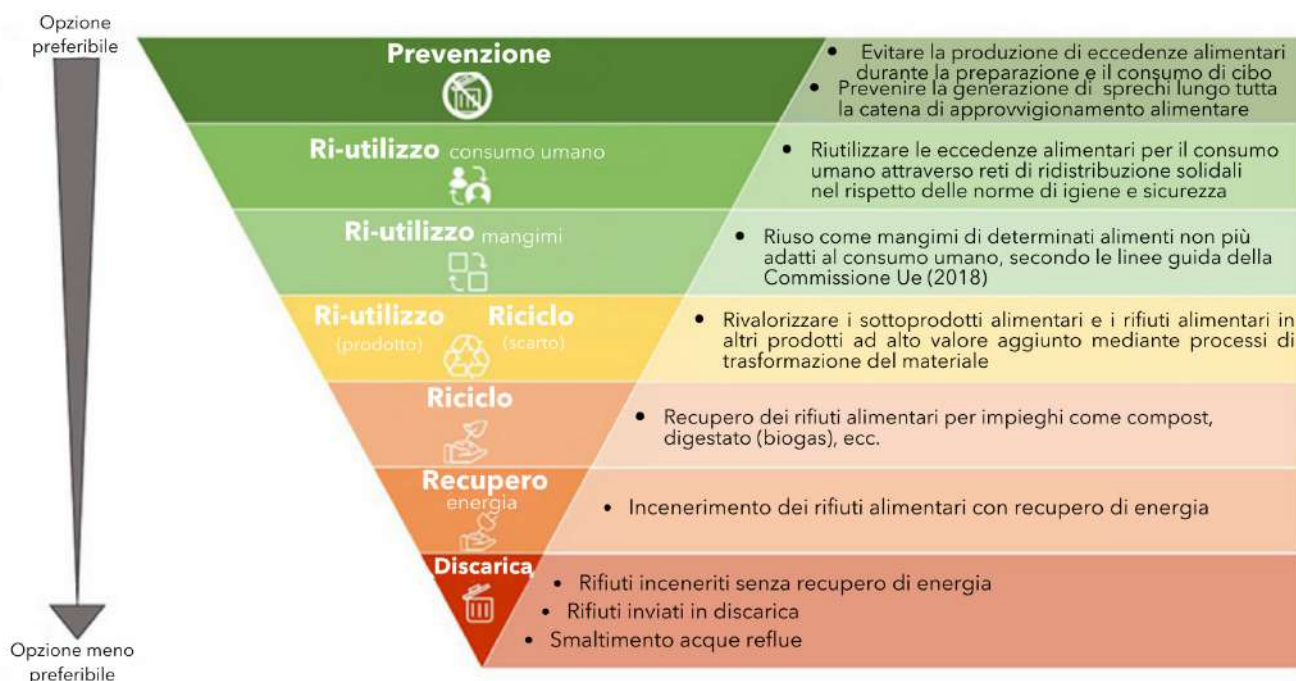 Opzione
preferibile
Prevenzione
• Evitare la produzione di eccedenze alimentari
durante la preparazione e il consumo di cibo
• Prevenire la generazione di sprechi lungo tutta
la catena di approvvigionamento alimentare
Ri-utilizzo consumo umano
• Riutilizzare le eccedenze alimentari per il consumo
umano attraverso reti di ridistribuzione solidali
nel rispetto delle norme di igiene e sicurezza
Ri-utilizzo mangimi
• Riuso come mangimi di determinati alimenti non più
adatti al consumo umano, secondo le linee guida della
Commissione Ue (2018)
Ri-utilizzo Riciclo
(prodotto) (scarto)
• Rivalorizzare i sottoprodotti alimentari e i rifiuti alimentari in
altri prodotti ad alto valore aggiunto mediante processi di
trasformazione del materiale
Riciclo
• Recupero dei rifiuti alimentari per impieghi come compost,
digestato (biogas), ecc.
Recupero
energia
• Incenerimento dei rifiuti alimentari con recupero di energia
Discarica
• Rifiuti inceneriti senza recupero di energia
• Rifiuti inviati in discarica
• Smaltimento acque reflue
Opzione meno
preferibile